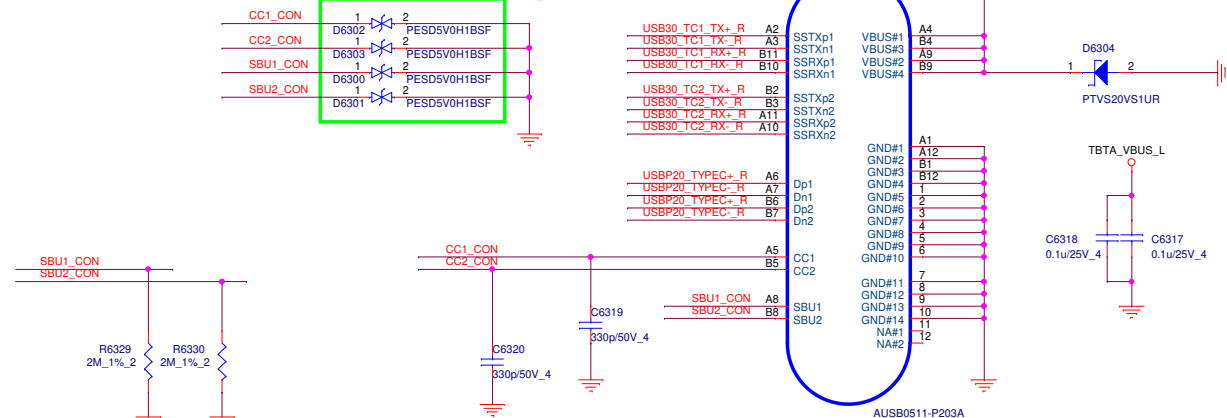 CC1_CON 1 2
D6302 PESD5V0H1BSF
CC2_CON 1 2
D6303 PESD5V0H1BSF
SBU1_CON 1 2
D6300 PESD5V0H1BSF
SBU2_CON 1 2
D6301 PESD5V0H1BSF
USB30_TC1_TX+_R A2 SSTXp1
USB30_TC1_TX-_R A3 SSTXn1
USB30_TC1_RX+_R B11 SSRXp1
USB30_TC1_RX-_R B10 SSRXn1
USB30_TC2_TX+_R B2 SSTXp2
USB30_TC2_TX-_R B3 SSTXn2
USB30_TC2_RX+_R A11 SSRXp2
USB30_TC2_RX-_R A10 SSRXn2
USBP20_TYPEC+_R A6 Dp1
USBP20_TYPEC-_R A7 Dn1
USBP20_TYPEC+_R B6 Dp2
USBP20_TYPEC-_R B7 Dn2
CC1_CON A5 CC1
CC2_CON B5 CC2
SBU1_CON A8 SBU1
SBU2_CON B8 SBU2
VBUS#1 A4
VBUS#3 B4
VBUS#2 A9
VBUS#4 B9
GND#1 A1
GND#2 A12
GND#3 B1
GND#4 B12
GND#5 1
GND#6 2
GND#7 3
GND#8 4
GND#9 5
GND#10 6
GND#11 7
GND#12 8
GND#13 9
GND#14 10
NA#1 11
NA#2 12
AUSB0511-P203A
D6304
1 2
PTVS20VS1UR
TBTA_VBUS_L
C6318
0.1u/25V_4
C6317
0.1u/25V_4
SBU1_CON
SBU2_CON
R6329
2M_1%_2
R6330
2M_1%_2
C6319
330p/50V_4
C6320
330p/50V_4